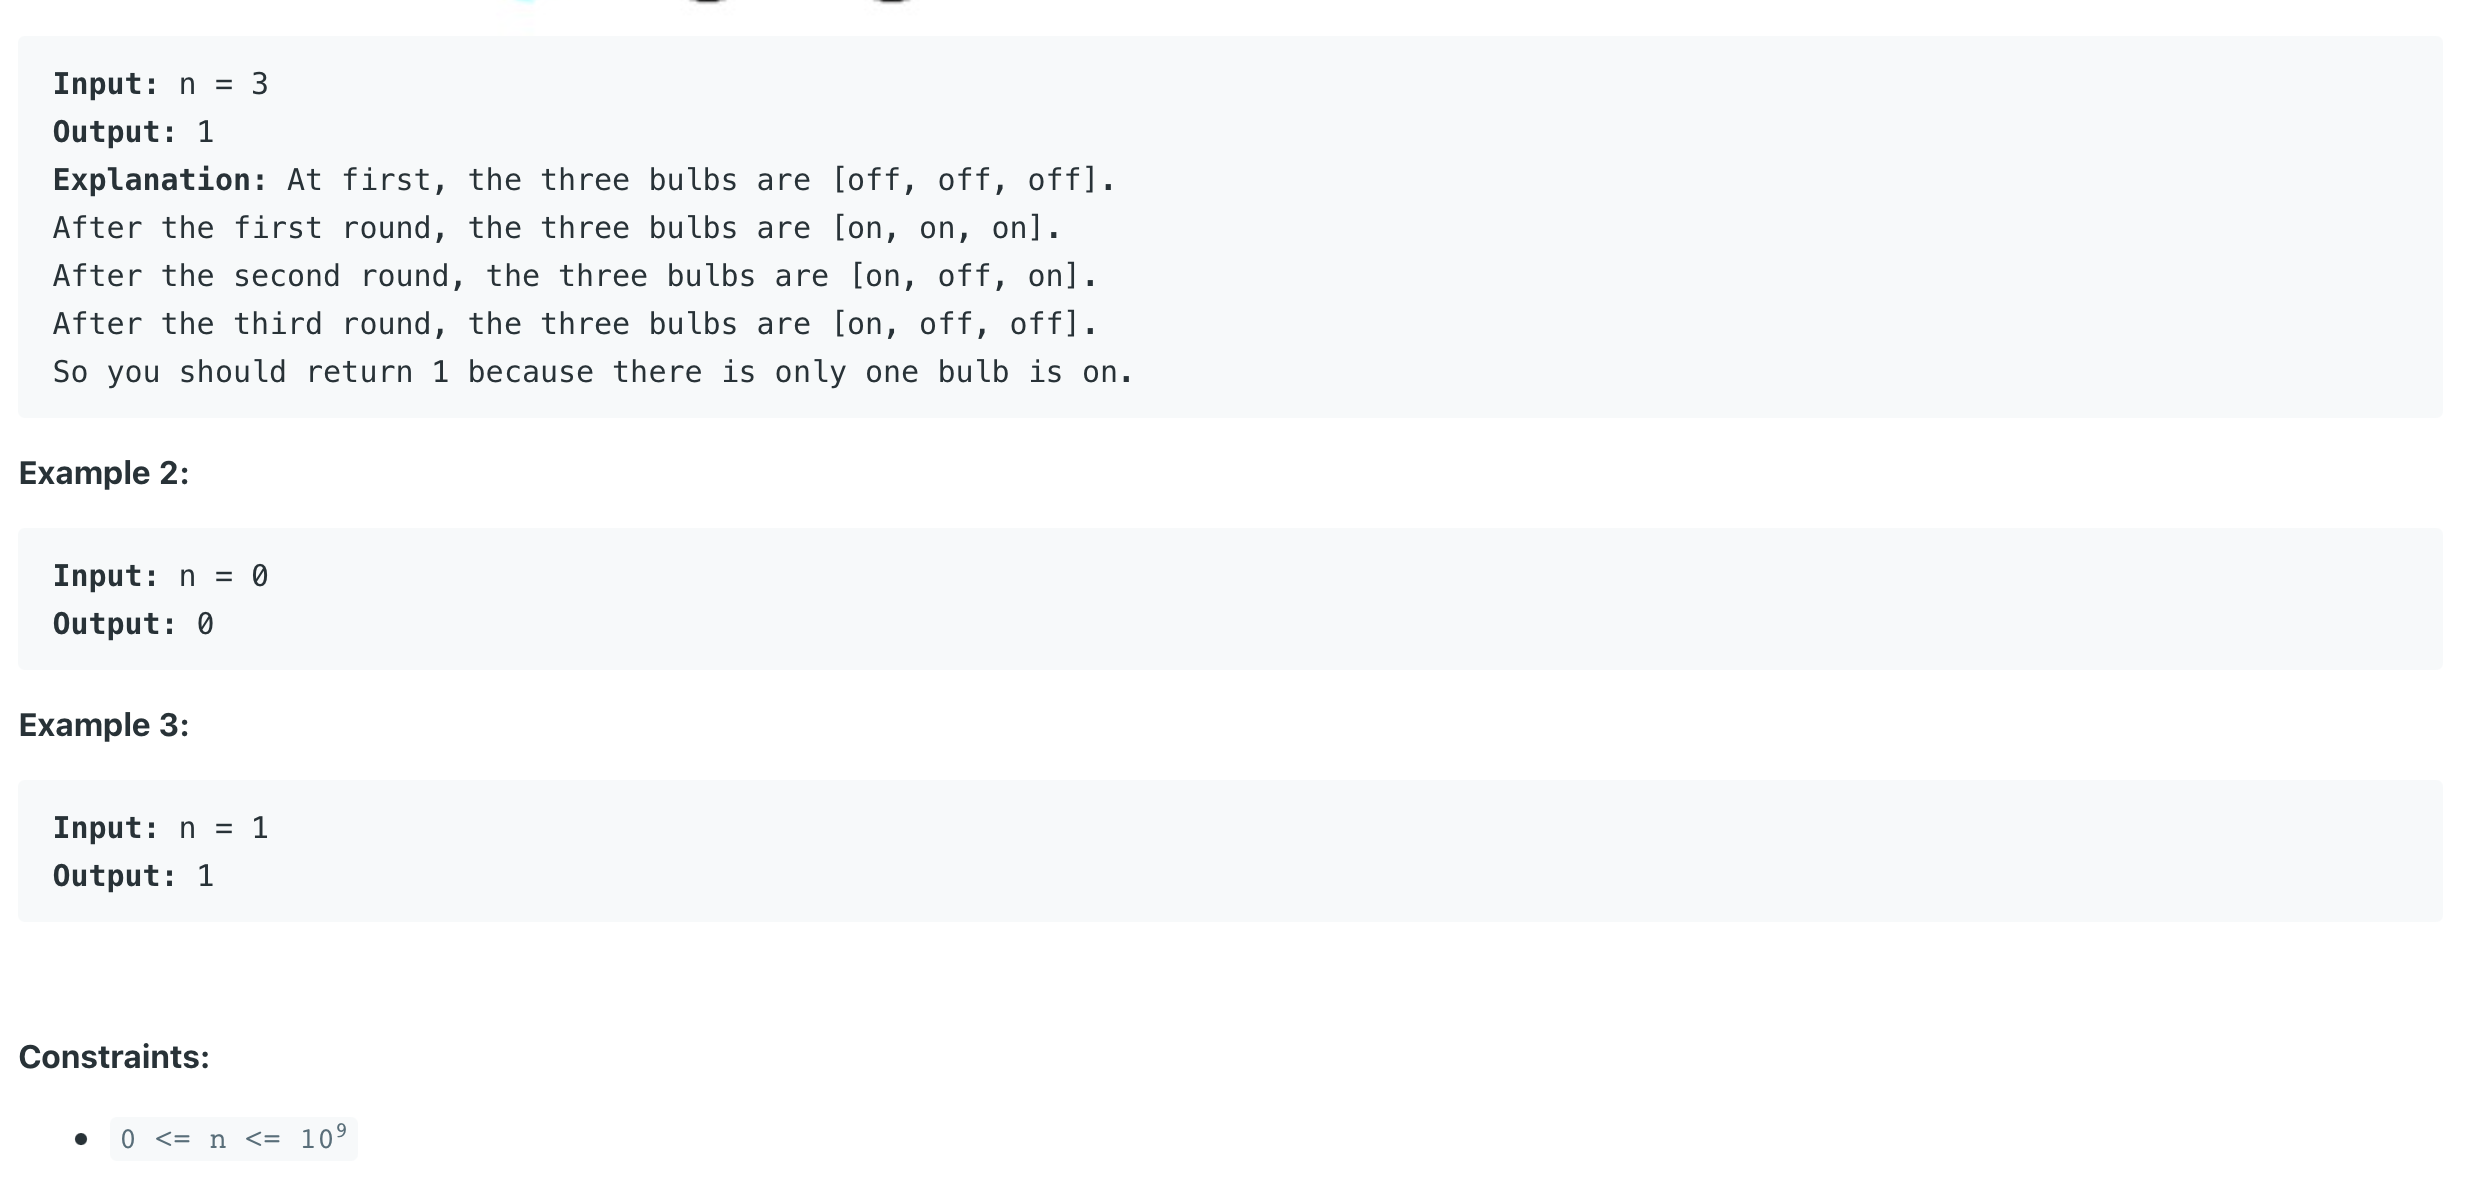 Input: n = 3
Output: 1
Explanation: At first, the three bulbs are [off, off, off].
After the first round, the three bulbs are [on, on, on].
After the second round, the three bulbs are [on, off, on].
After the third round, the three bulbs are [on, off, off].
So you should return 1 because there is only one bulb is on.
Example 2:
Input: n = 0
Output: 0
Example 3:
Input: n = 1
Output: 1
Constraints:
• 0 <= n <= 10⁹